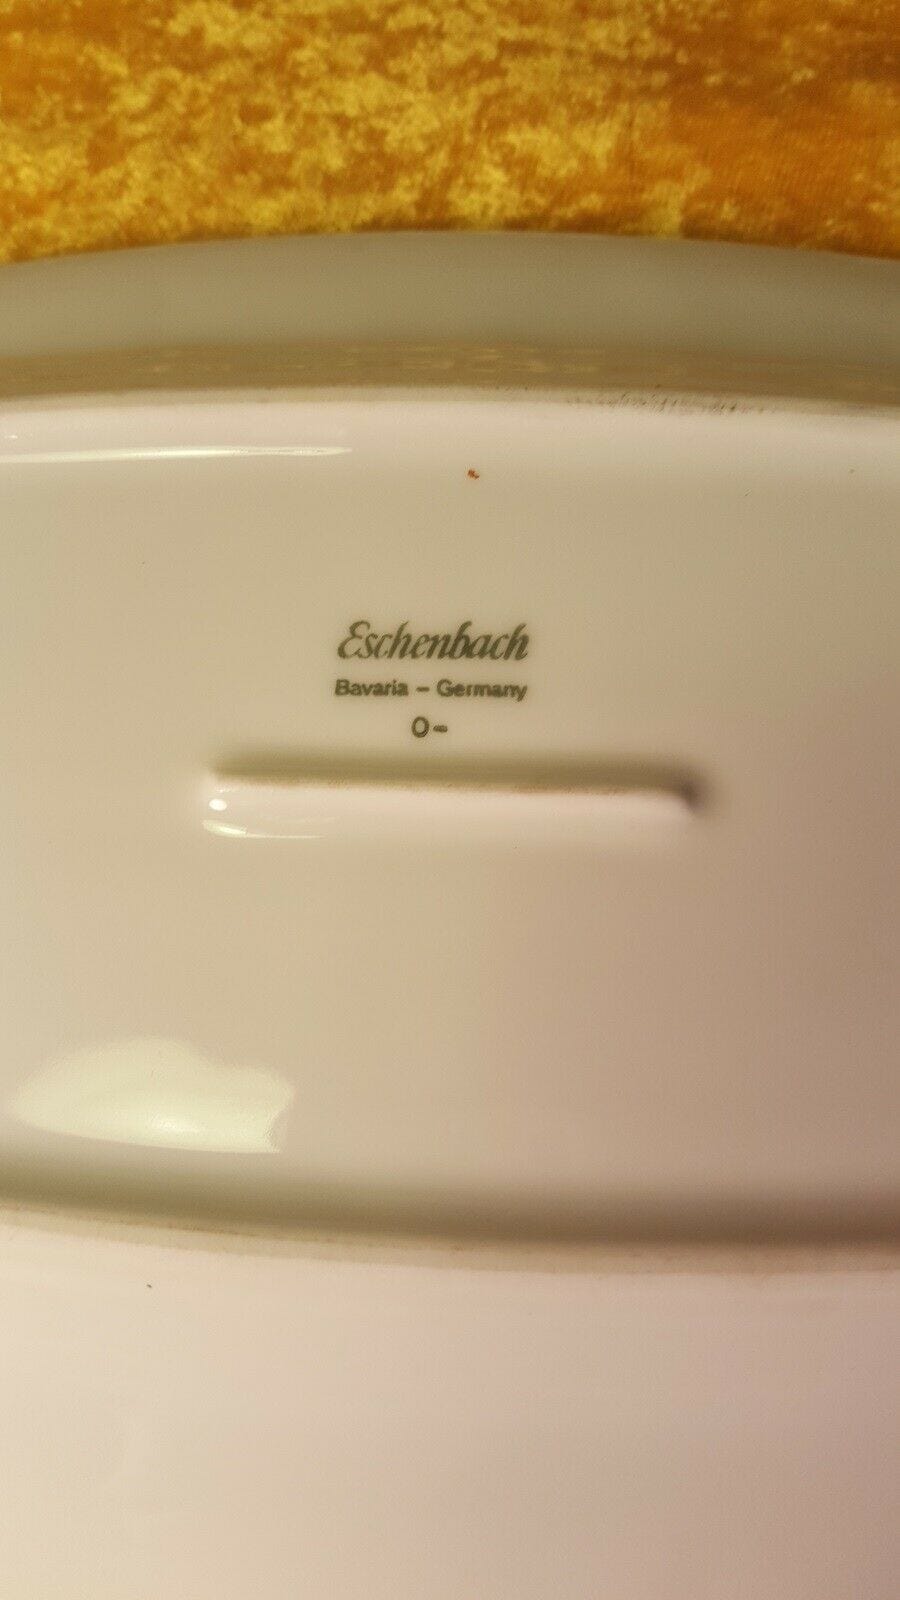 Eschenbach
Bavaria – Germany
O-